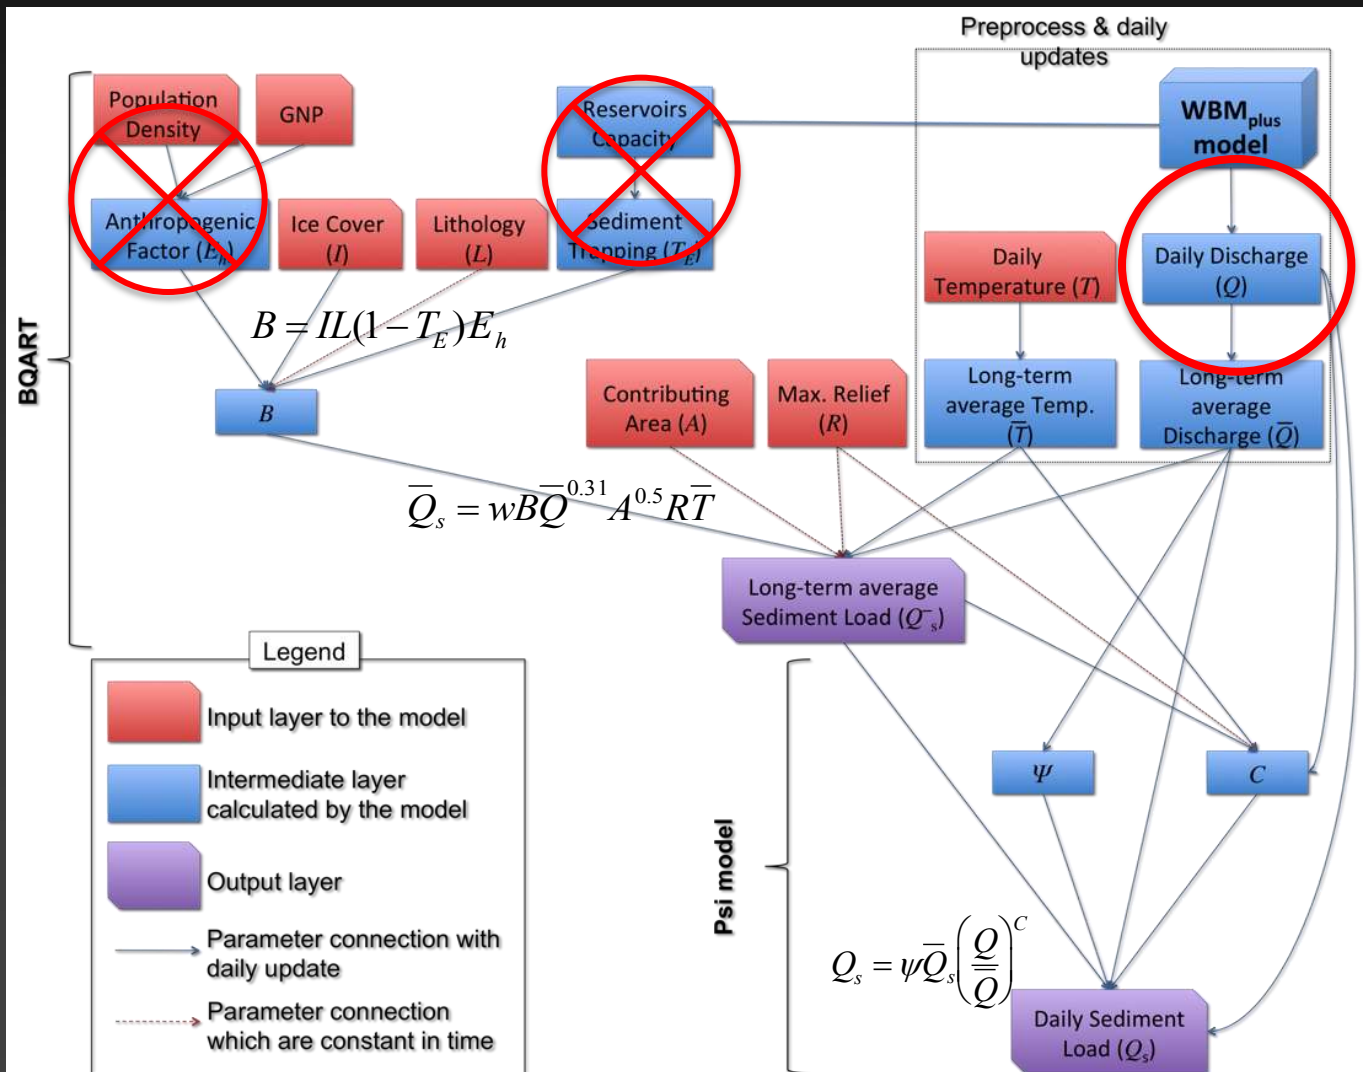 Preprocess & daily
updates
Population
Density
GNP
Reservoirs
Capacity
WBMplus
model
Anthropogenic
Factor (Eh)
Ice Cover
(I)
Lithology
(L)
Sediment
Trapping (TE)
Daily
Temperature (T)
Daily Discharge
(Q)
B = IL(1 − TE)Eh
BQART
B
Contributing
Area (A)
Max. Relief
(R)
Long-term
average Temp.
(T̅)
Long-term
average
Discharge (Q̅)
Q̅s = wBQ̅^0.31 A^0.5 RT̅
Long-term average
Sediment Load (Q‾s)
Legend
Input layer to the model
Intermediate layer
calculated by the model
Output layer
Parameter connection with
daily update
Parameter connection
which are constant in time
Psi model
Ψ
C
Qs = ψQ̅s(Q/Q̅)^C
Daily Sediment
Load (Qs)